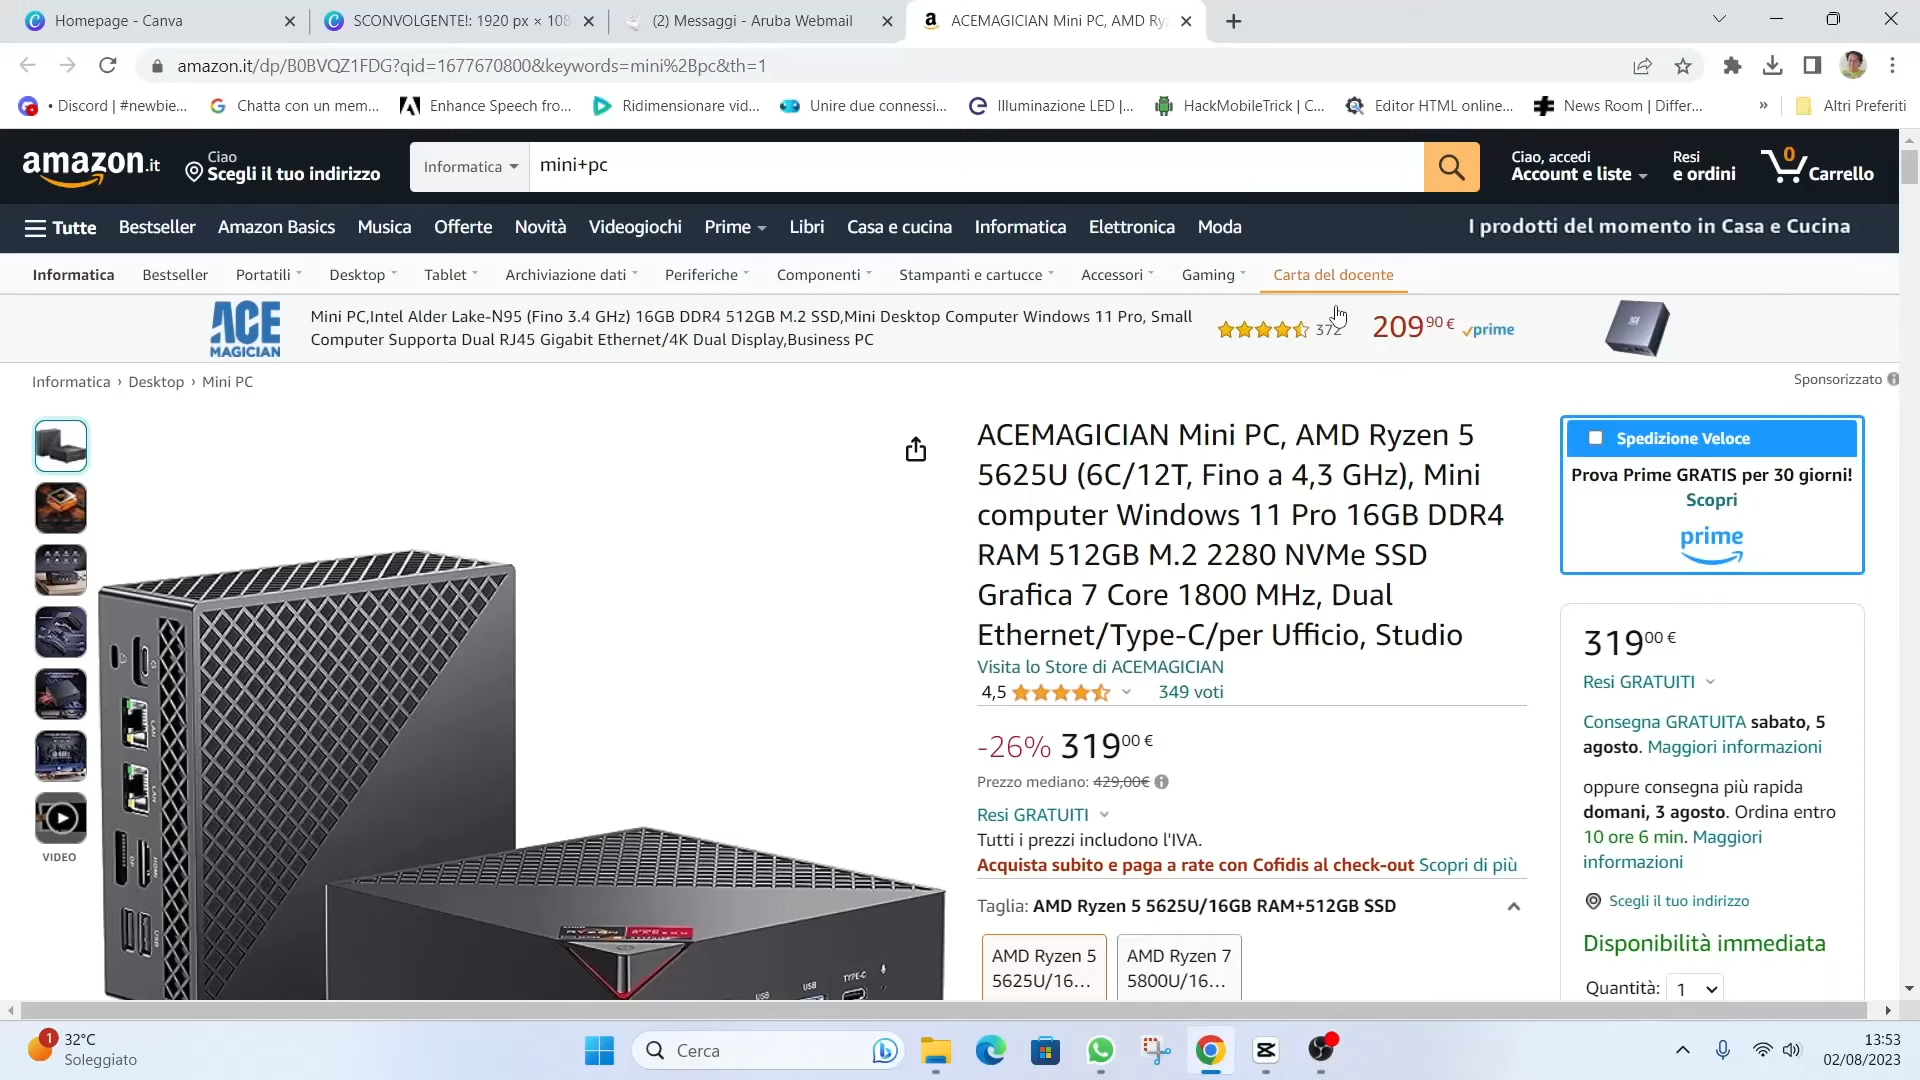 Homepage - Canva
SCONVOLGENTE!: 1920 px × 108
(2) Messaggi - Aruba Webmail
ACEMAGICIAN Mini PC, AMD Ry
amazon.it/dp/B0BVQZ1FDG?qid=1677670800&keywords=mini%2Bpc&th=1
• Discord | #newbie...
Chatta con un mem...
Enhance Speech fro...
Ridimensionare vid...
Unire due connessi...
Illuminazione LED |...
HackMobileTrick | C...
Editor HTML online...
News Room | Differ...
»
Altri Preferiti
amazon.it
Ciao
Scegli il tuo indirizzo
Informatica
mini+pc
Ciao, accedi
Account e liste
Resi
e ordini
0
Carrello
Tutte
Bestseller
Amazon Basics
Musica
Offerte
Novità
Videogiochi
Prime
Libri
Casa e cucina
Informatica
Elettronica
Moda
I prodotti del momento in Casa e Cucina
Informatica
Bestseller
Portatili
Desktop
Tablet
Archiviazione dati
Periferiche
Componenti
Stampanti e cartucce
Accessori
Gaming
Carta del docente
ACE
MAGICIAN
Mini PC,Intel Alder Lake-N95 (Fino 3.4 GHz) 16GB DDR4 512GB M.2 SSD,Mini Desktop Computer Windows 11 Pro, Small
Computer Supporta Dual RJ45 Gigabit Ethernet/4K Dual Display,Business PC
372
209,90 €
prime
Informatica › Desktop › Mini PC
Sponsorizzato
ACEMAGICIAN Mini PC, AMD Ryzen 5
5625U (6C/12T, Fino a 4,3 GHz), Mini
computer Windows 11 Pro 16GB DDR4
RAM 512GB M.2 2280 NVMe SSD
Grafica 7 Core 1800 MHz, Dual
Ethernet/Type-C/per Ufficio, Studio
Visita lo Store di ACEMAGICIAN
4,5
349 voti
-26% 319,00 €
Prezzo mediano: 429,00€
Resi GRATUITI
Tutti i prezzi includono l'IVA.
Acquista subito e paga a rate con Cofidis al check-out Scopri di più
Taglia: AMD Ryzen 5 5625U/16GB RAM+512GB SSD
AMD Ryzen 5
5625U/16...
AMD Ryzen 7
5800U/16...
VIDEO
LAN
LAN
DP
HDMI
USB
RYZEN
USB
USB
TYPE-C
Spedizione Veloce
Prova Prime GRATIS per 30 giorni!
Scopri
prime
319,00 €
Resi GRATUITI
Consegna GRATUITA sabato, 5
agosto. Maggiori informazioni
oppure consegna più rapida
domani, 3 agosto. Ordina entro
10 ore 6 min. Maggiori
informazioni
Scegli il tuo indirizzo
Disponibilità immediata
Quantità: 1
1
32°C
Soleggiato
Cerca
13:53
02/08/2023